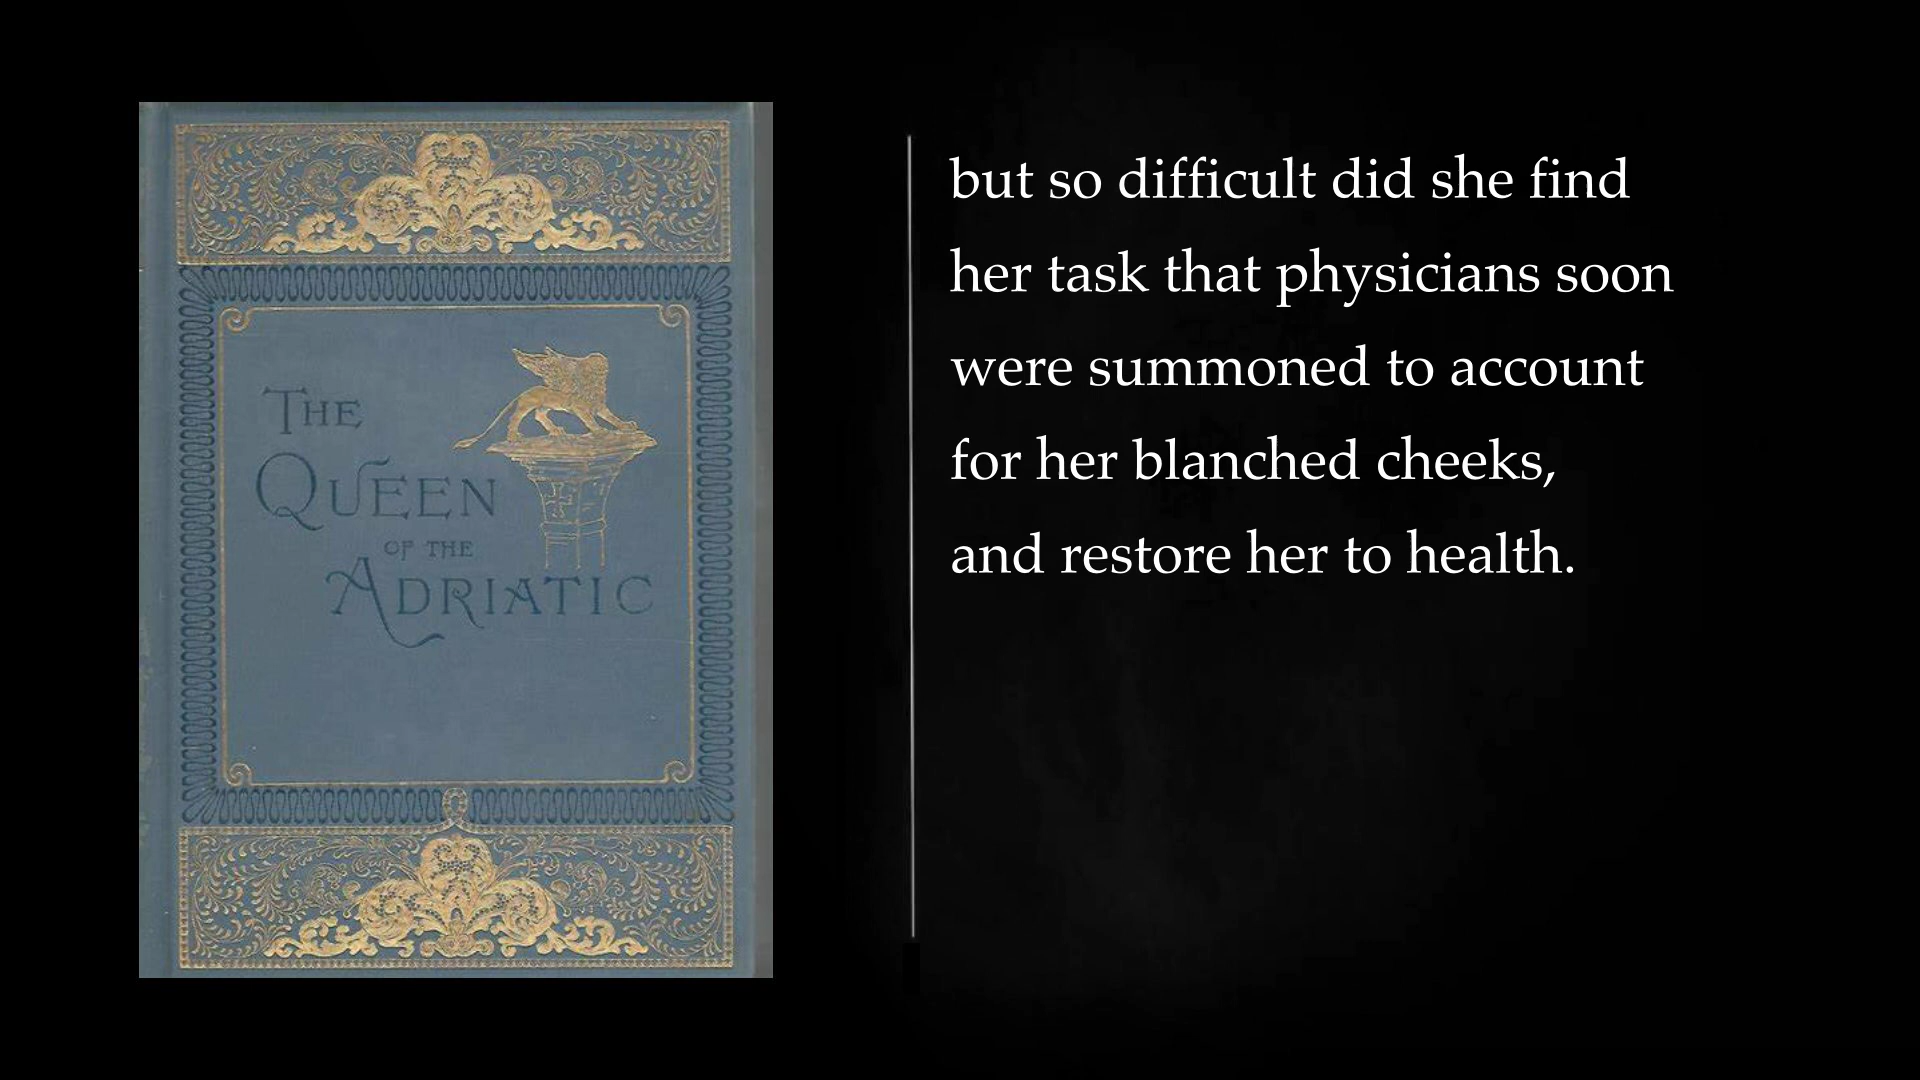 The
Queen
of the
Adriatic
but so difficult did she find
her task that physicians soon
were summoned to account
for her blanched cheeks,
and restore her to health.